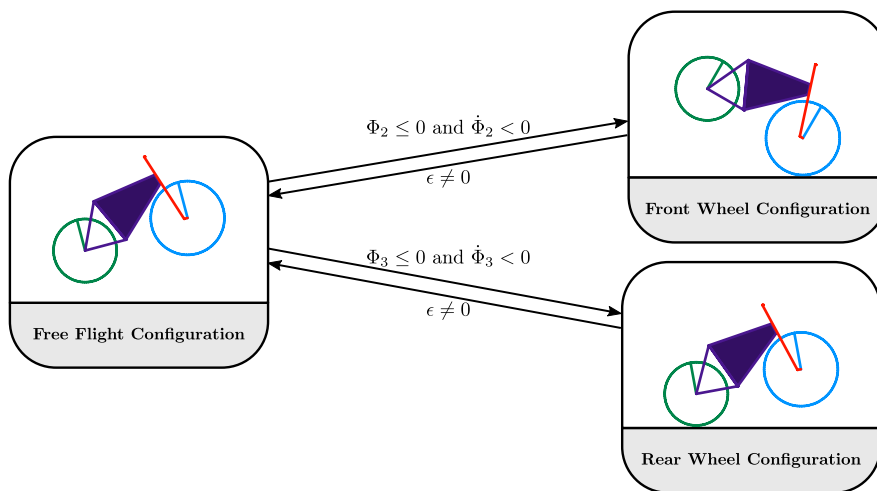 Φ₂ ≤ 0 and Φ̇₂ < 0
ϵ ≠ 0
Front Wheel Configuration
Φ₃ ≤ 0 and Φ̇₃ < 0
ϵ ≠ 0
Free Flight Configuration
Rear Wheel Configuration